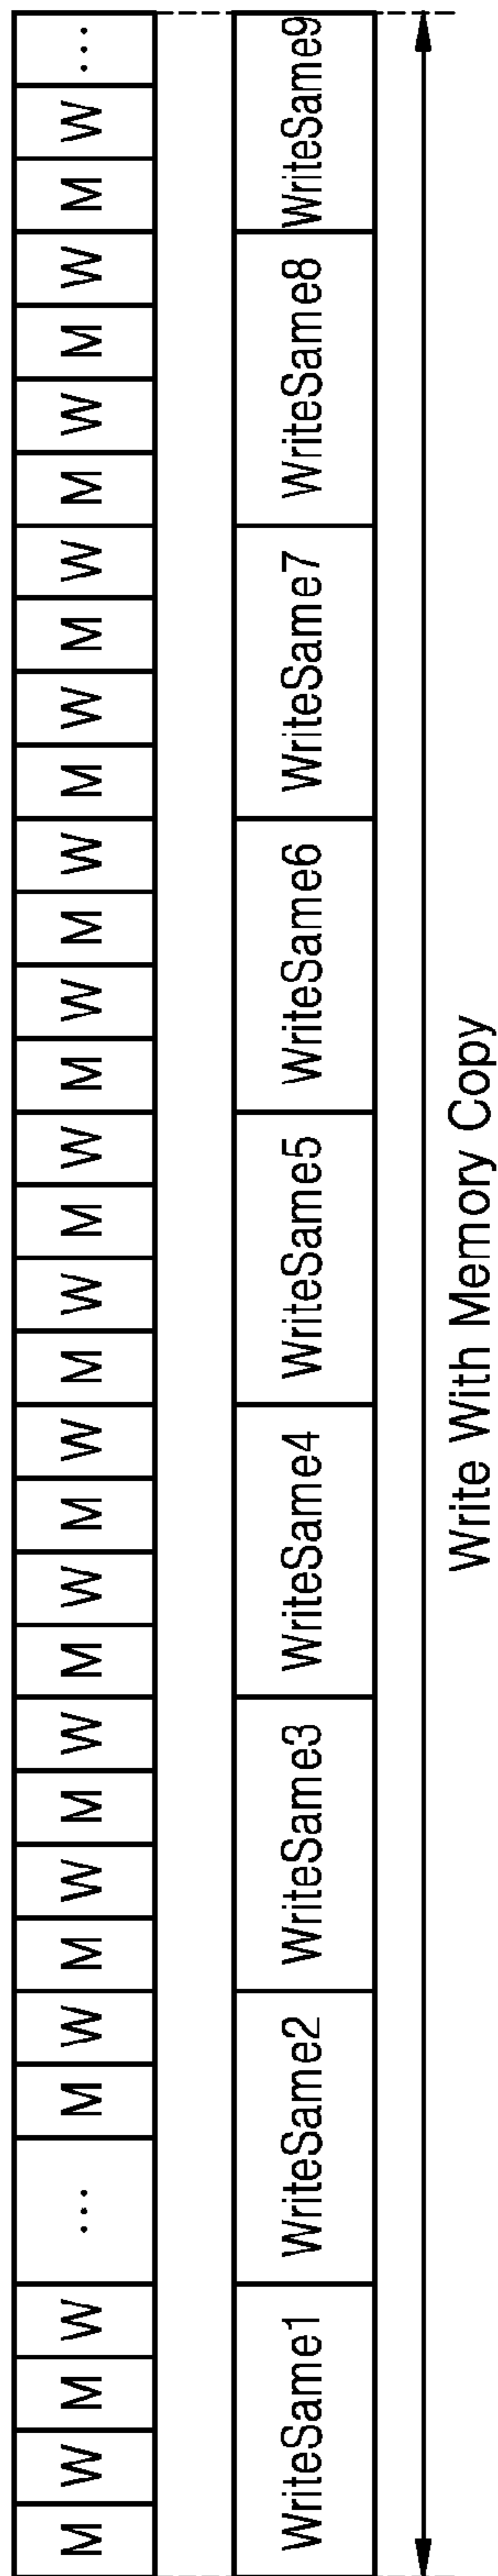 M W M W ... M W M W M W M W M W M W M W M W M W M W M W M W M W M W ...
WriteSame1 WriteSame2 WriteSame3 WriteSame4 WriteSame5 WriteSame6 WriteSame7 WriteSame8 WriteSame9
Write With Memory Copy